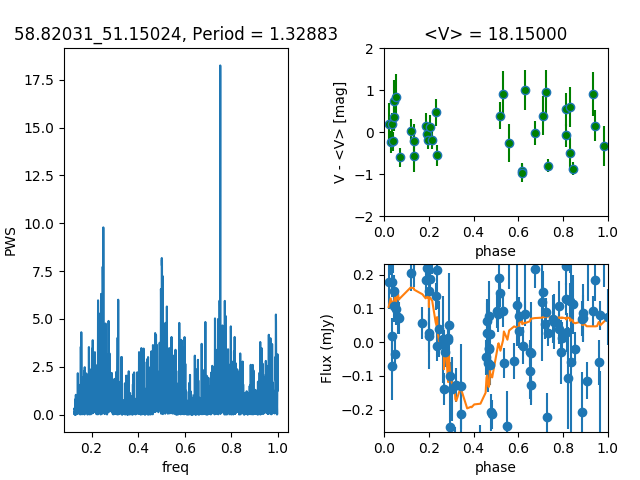 58.82031_51.15024, Period = 1.32883
<V> = 18.15000
PWS
17.5
15.0
12.5
10.0
7.5
5.0
2.5
0.0
0.2 0.4 0.6 0.8 1.0
freq
V - <V> [mag]
2
1
0
−1
−2
0.0 0.2 0.4 0.6 0.8 1.0
phase
Flux (mJy)
0.2
0.1
0.0
−0.1
−0.2
0.0 0.2 0.4 0.6 0.8 1.0
phase